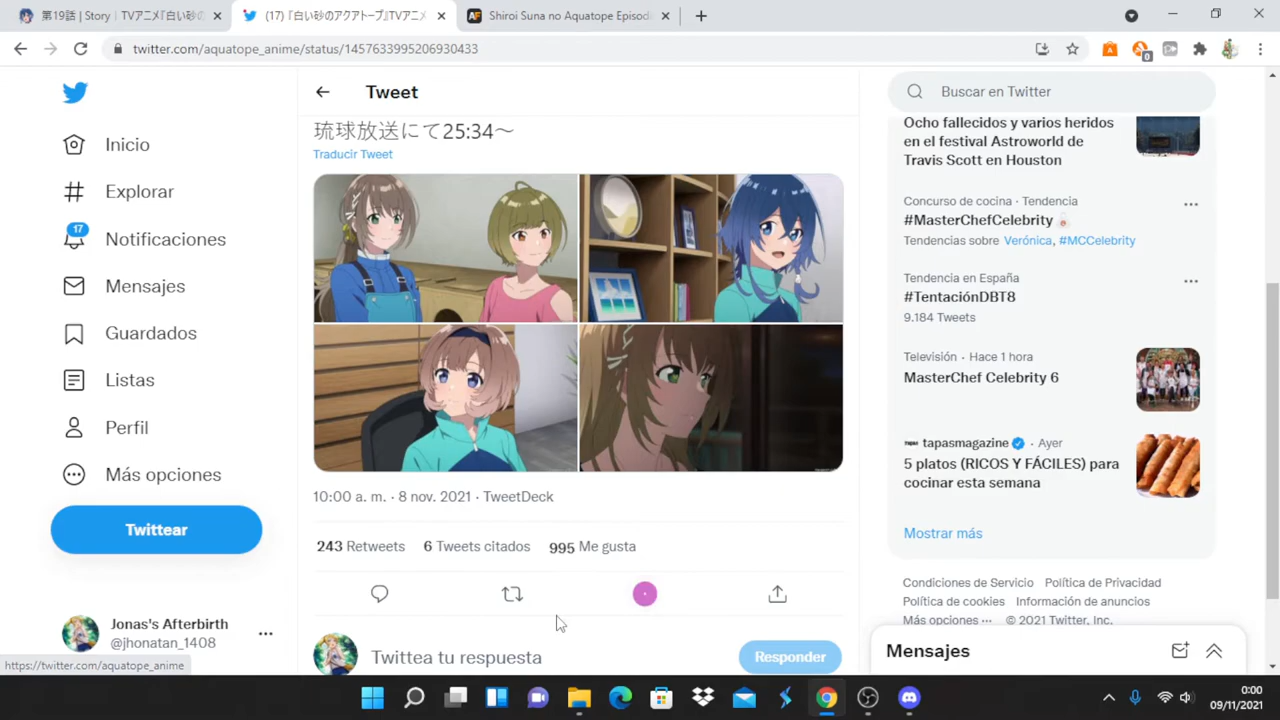 第19話 | Story | TVアニメ『白い砂の
(17) 『白い砂のアクアトープ』TVアニメ
AF Shiroi Suna no Aquatope Episode
twitter.com/aquatope_anime/status/1457633995206930433
A
0
Tweet
Buscar en Twitter
Inicio
Explorar
17
Notificaciones
Mensajes
Guardados
Listas
Perfil
Más opciones
Twittear
Jonas's Afterbirth
@jhonatan_1408
https://twitter.com/aquatope_anime
琉球放送にて25:34〜
Traducir Tweet
10:00 a. m. · 8 nov. 2021 · TweetDeck
243 Retweets 6 Tweets citados 995 Me gusta
Twittea tu respuesta
Responder
Ocho fallecidos y varios heridos
en el festival Astroworld de
Travis Scott en Houston
Concurso de cocina · Tendencia
#MasterChefCelebrity
Tendencias sobre Verónica, #MCCelebrity
Tendencia en España
#TentaciónDBT8
9.184 Tweets
Televisión · Hace 1 hora
MasterChef Celebrity 6
tapasmagazine · Ayer
5 platos (RICOS Y FÁCILES) para
cocinar esta semana
Mostrar más
Condiciones de Servicio Política de Privacidad
Política de cookies Información de anuncios
Más opciones ··· © 2021 Twitter, Inc.
Mensajes
0:00
09/11/2021